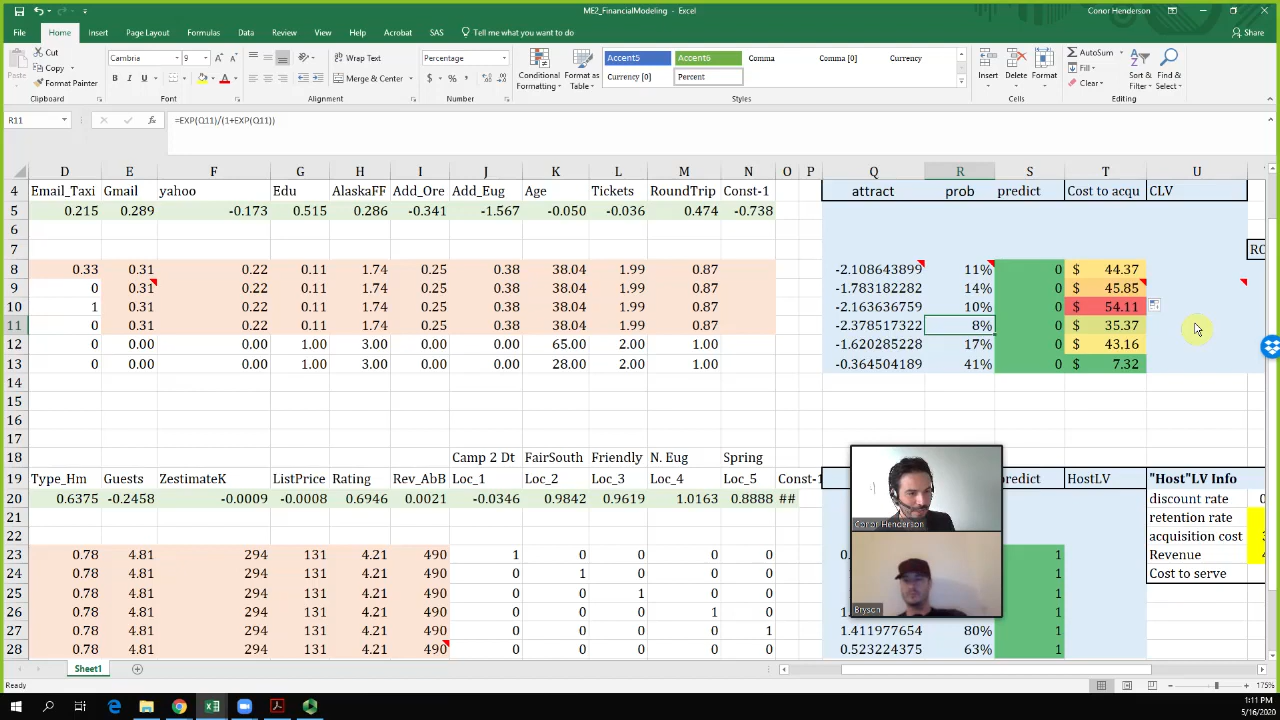 ME2_FinancialModeling - Excel
Conor Henderson
File Home Insert Page Layout Formulas Data Review View Help Acrobat SAS Tell me what you want to do Share
Cut
Copy
Format Painter
Paste
Clipboard
Cambria 9
B I U
Font
Wrap Text
Merge & Center
Alignment
Percentage
$ % ,
Number
Conditional Formatting
Format as Table
Accent5 Accent6 Comma Comma [0] Currency
Currency [0] Percent
Styles
Insert Delete Format
Cells
AutoSum
Fill
Clear
Sort & Filter
Find & Select
Editing
R11 fx =EXP(Q11)/(1+EXP(Q11))
D E F G H I J K L M N O P Q R S T U
4 Email_Taxi Gmail yahoo Edu AlaskaFF Add_Ore Add_Eug Age Tickets RoundTrip Const-1 attract prob predict Cost to acqu CLV
5 0.215 0.289 -0.173 0.515 0.286 -0.341 -1.567 -0.050 -0.036 0.474 -0.738
6
7 RO
8 0.33 0.31 0.22 0.11 1.74 0.25 0.38 38.04 1.99 0.87 -2.108643899 11% 0 $ 44.37
9 0 0.31 0.22 0.11 1.74 0.25 0.38 38.04 1.99 0.87 -1.783182282 14% 0 $ 45.85
10 1 0.31 0.22 0.11 1.74 0.25 0.38 38.04 1.99 0.87 -2.163636759 10% 0 $ 54.11
11 0 0.31 0.22 0.11 1.74 0.25 0.38 38.04 1.99 0.87 -2.378517322 8% 0 $ 35.37
12 0 0.00 0.00 1.00 3.00 0.00 0.00 65.00 2.00 1.00 -1.620285228 17% 0 $ 43.16
13 0 0.00 0.00 1.00 3.00 0.00 0.00 28.00 2.00 1.00 -0.364504189 41% 0 $ 7.32
14
15
16
17
18 Camp 2 Dt FairSouth Friendly N. Eug Spring
19 Type_Hm Guests ZestimateK ListPrice Rating Rev_AbB Loc_1 Loc_2 Loc_3 Loc_4 Loc_5 Const-1 predict HostLV "Host"LV Info
20 0.6375 -0.2458 -0.0009 -0.0008 0.6946 0.0021 -0.0346 0.9842 0.9619 1.0163 0.8888 ## discount rate
21 retention rate
22 acquisition cost
23 0.78 4.81 294 131 4.21 490 1 0 0 0 0 1 Revenue
24 0.78 4.81 294 131 4.21 490 0 1 0 0 0 1 Cost to serve
25 0.78 4.81 294 131 4.21 490 0 0 1 0 0 1
26 0.78 4.81 294 131 4.21 490 0 0 0 1 0 1
27 0.78 4.81 294 131 4.21 490 0 0 0 0 1 1.411977654 80% 1
28 0.78 4.81 294 131 4.21 490 0 0 0 0 0 0.523224375 63% 1
Conor Henderson
Bryson
Sheet1
Ready
175%
1:11 PM
5/16/2020